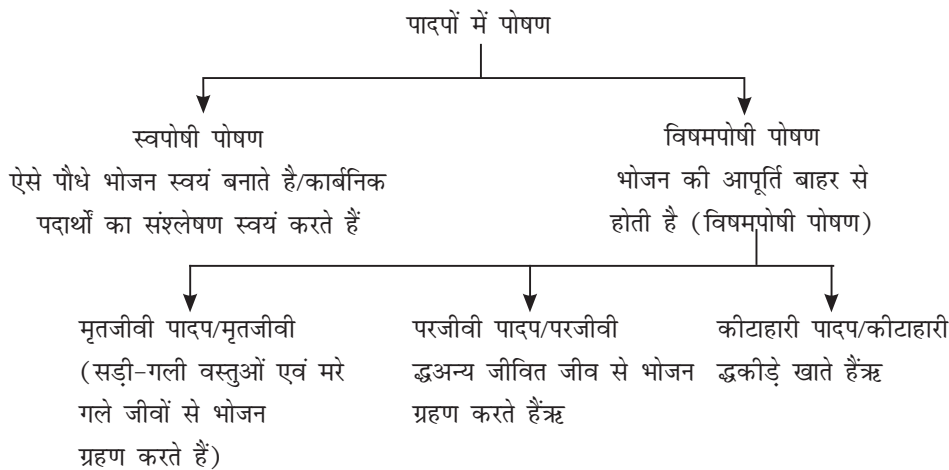 पादपों में पोषण
स्वपोषी पोषण
ऐसे पौधे भोजन स्वयं बनाते है/कार्बनिक
पदार्थों का संश्लेषण स्वयं करते हैं
विषमपोषी पोषण
भोजन की आपूर्ति बाहर से
होती है (विषमपोषी पोषण)
मृतजीवी पादप/मृतजीवी
(सड़ी-गली वस्तुओं एवं मरे
गले जीवों से भोजन
ग्रहण करते हैं)
परजीवी पादप/परजीवी
द्धअन्य जीवित जीव से भोजन
ग्रहण करते हैंऋ
कीटाहारी पादप/कीटाहारी
द्धकीड़े खाते हैंऋ